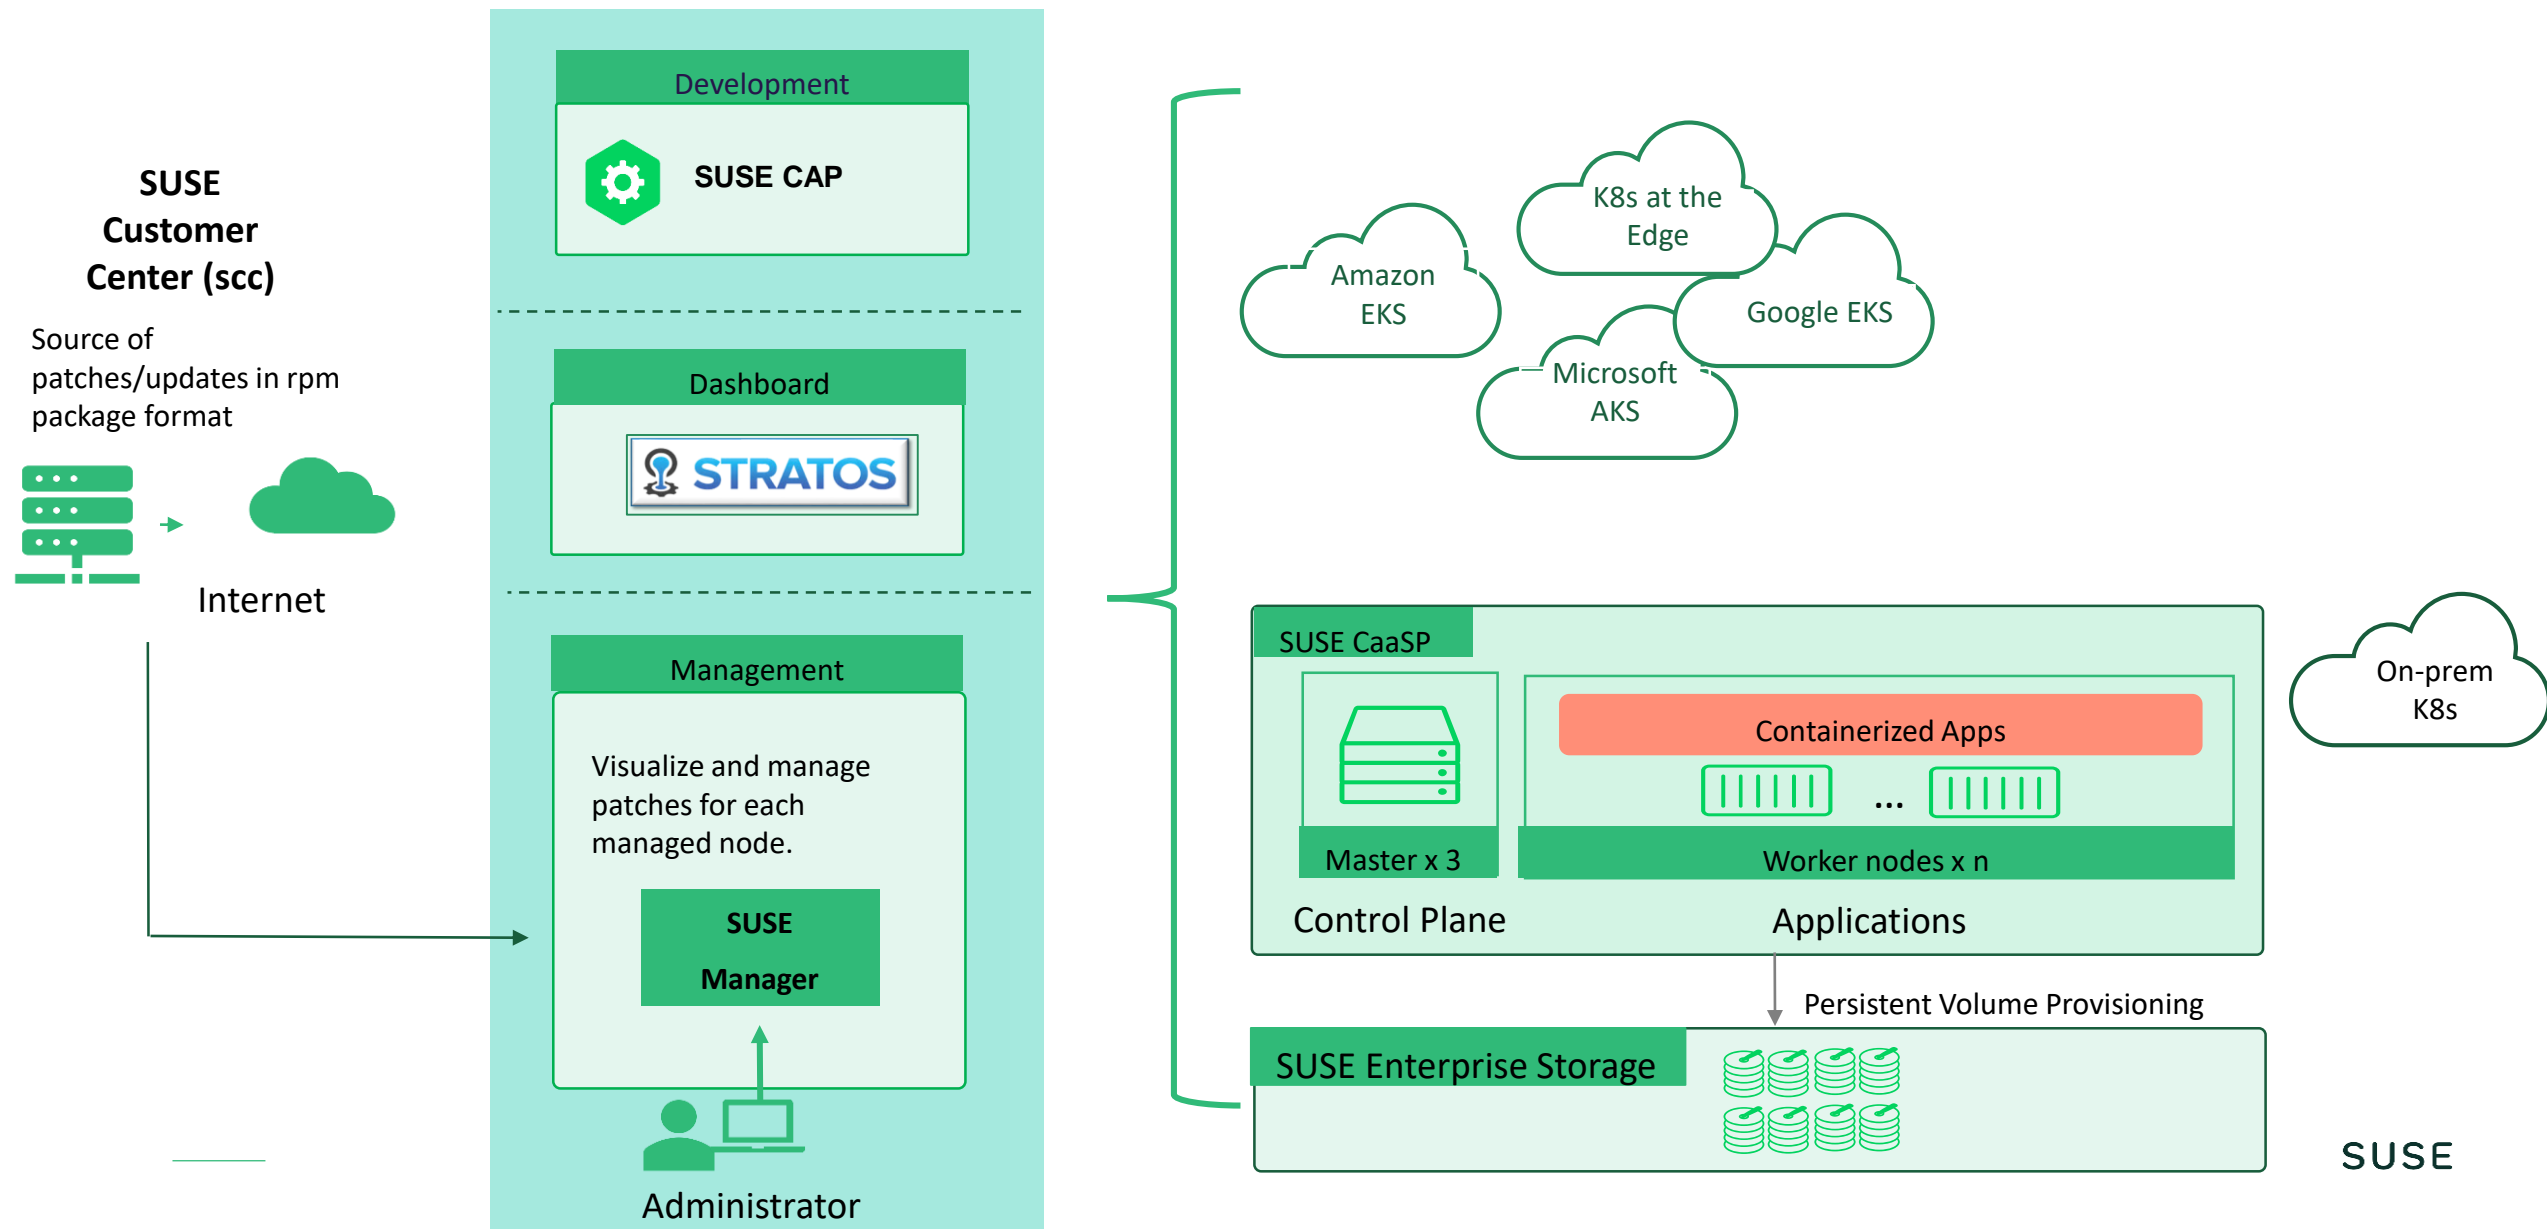 SUSE
Customer
Center (scc)
Source of
patches/updates in rpm
package format
Internet
Development
SUSE CAP
Dashboard
STRATOS
Management
Visualize and manage
patches for each
managed node.
SUSE
Manager
Administrator
K8s at the
Edge
Amazon
EKS
Google EKS
Microsoft
AKS
SUSE CaaSP
Containerized Apps
...
Master x 3
Worker nodes x n
Control Plane
Applications
On-prem
K8s
Persistent Volume Provisioning
SUSE Enterprise Storage
SUSE